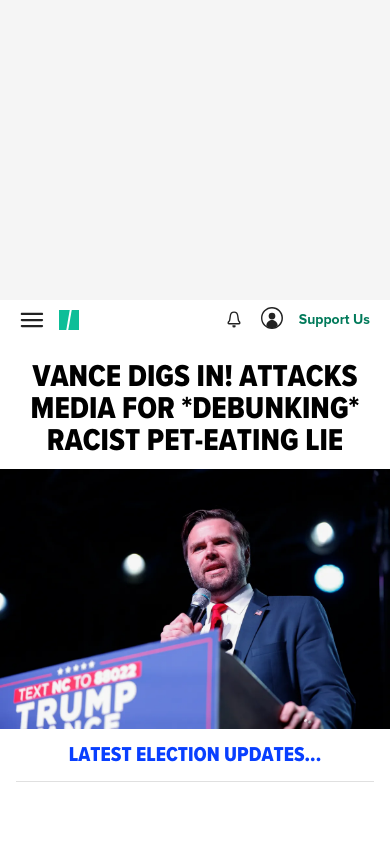 Support Us
VANCE DIGS IN! ATTACKS
MEDIA FOR *DEBUNKING*
RACIST PET-EATING LIE
TEXT NC TO 88022
TRUMP
VANCE
LATEST ELECTION UPDATES...